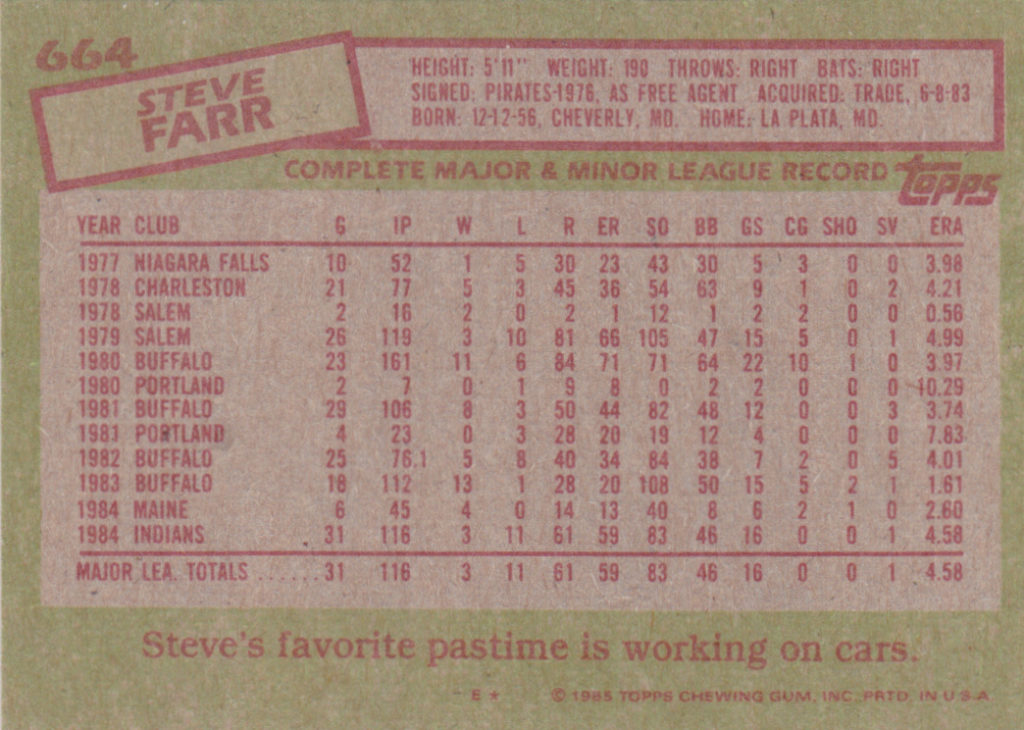 664
STEVE
FARR
HEIGHT: 5'11" WEIGHT: 190 THROWS: RIGHT BATS: RIGHT
SIGNED: PIRATES-1976, AS FREE AGENT ACQUIRED: TRADE, 6-8-83
BORN: 12-12-56, CHEVERLY, MD. HOME: LA PLATA, MD.
COMPLETE MAJOR & MINOR LEAGUE RECORD topps
YEAR CLUB G IP W L R ER SO BB GS CG SHO SV ERA
1977 NIAGARA FALLS 10 52 1 5 30 23 43 30 5 3 0 0 3.98
1978 CHARLESTON 21 77 5 3 45 36 54 63 9 1 0 2 4.21
1978 SALEM 2 16 2 0 2 1 12 1 2 2 0 0 0.56
1979 SALEM 26 119 3 10 81 66 105 47 15 5 0 1 4.99
1980 BUFFALO 23 161 11 6 84 71 71 64 22 10 1 0 3.97
1980 PORTLAND 2 7 0 1 9 8 0 2 2 0 0 0 10.29
1981 BUFFALO 29 106 8 3 50 44 82 48 12 0 0 3 3.74
1981 PORTLAND 4 23 0 3 28 20 19 12 4 0 0 0 7.83
1982 BUFFALO 25 76.1 5 8 40 34 84 38 7 2 0 5 4.01
1983 BUFFALO 18 112 13 1 28 20 108 50 15 5 2 1 1.61
1984 MAINE 6 45 4 0 14 13 40 8 6 2 1 0 2.60
1984 INDIANS 31 116 3 11 61 59 83 46 16 0 0 1 4.58
MAJOR LEA. TOTALS ......31 116 3 11 61 59 83 46 16 0 0 1 4.58
Steve's favorite pastime is working on cars.
E ★ © 1985 TOPPS CHEWING GUM, INC. PRTD. IN U.S.A.